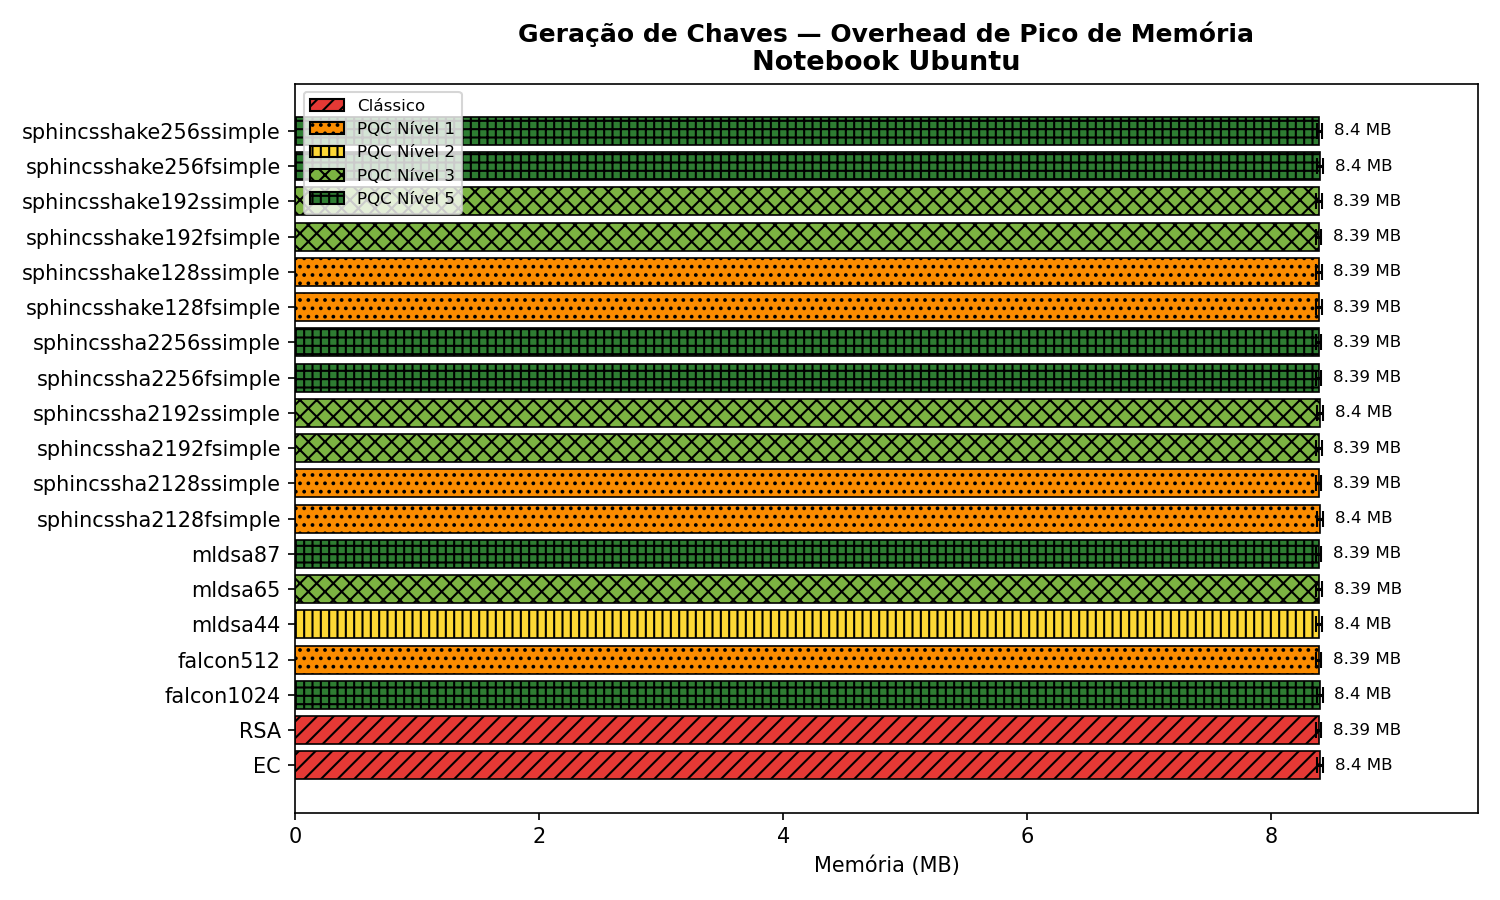 Geração de Chaves — Overhead de Pico de Memória
Notebook Ubuntu
Clássico
PQC Nível 1
PQC Nível 2
PQC Nível 3
PQC Nível 5
sphincsshake256ssimple 8.4 MB
sphincsshake256fsimple 8.4 MB
sphincsshake192ssimple 8.39 MB
sphincsshake192fsimple 8.39 MB
sphincsshake128ssimple 8.39 MB
sphincsshake128fsimple 8.39 MB
sphincssha2256ssimple 8.39 MB
sphincssha2256fsimple 8.39 MB
sphincssha2192ssimple 8.4 MB
sphincssha2192fsimple 8.39 MB
sphincssha2128ssimple 8.39 MB
sphincssha2128fsimple 8.4 MB
mldsa87 8.39 MB
mldsa65 8.39 MB
mldsa44 8.4 MB
falcon512 8.39 MB
falcon1024 8.4 MB
RSA 8.39 MB
EC 8.4 MB
0 2 4 6 8
Memória (MB)